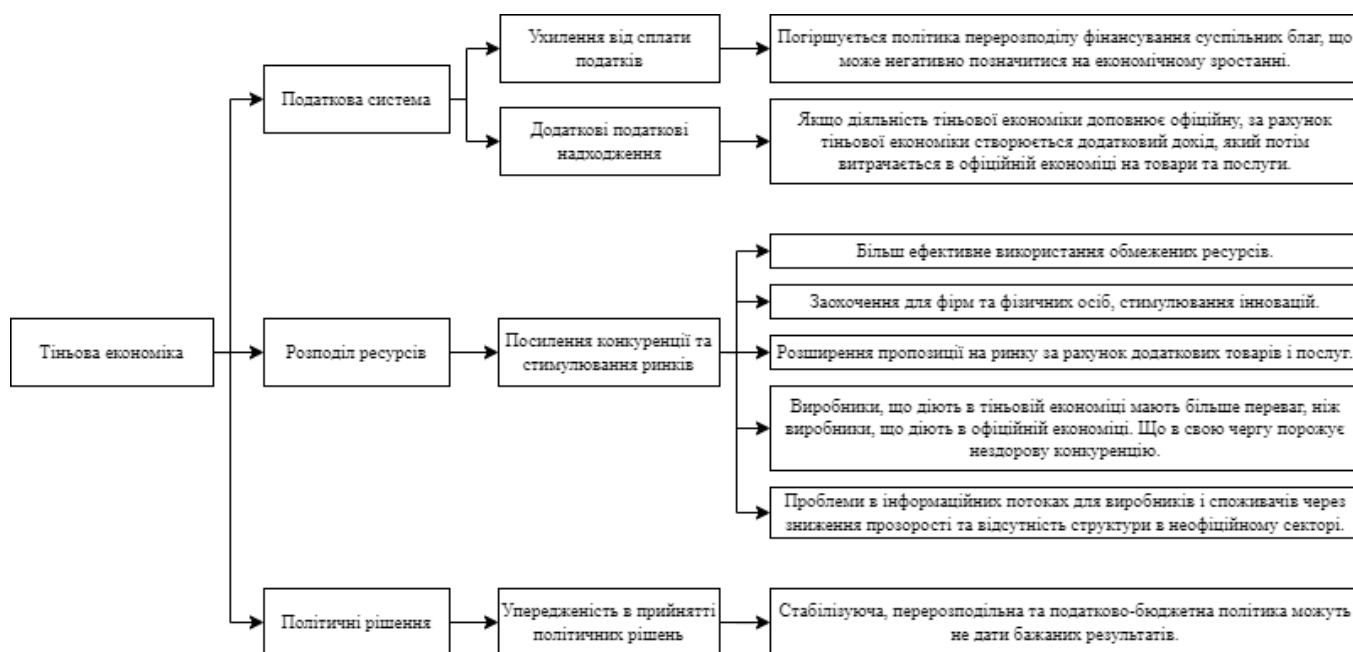 Ухилення від сплати
податків
Погіршується політика перерозподілу фінансування суспільних благ, що
може негативно позначитися на економічному зростанні.
Податкова система
Додаткові податкові
надходження
Якщо діяльність тіньової економіки доповнює офіційну, за рахунок
тіньової економіки створюється додатковий дохід, який потім
витрачається в офіційній економіці на товари та послуги.
Тіньова економіка
Розподіл ресурсів
Посилення конкуренції та
стимулювання ринків
Більш ефективне використання обмежених ресурсів.
Заохочення для фірм та фізичних осіб, стимулювання інновацій.
Розширення пропозиції на ринку за рахунок додаткових товарів і послуг.
Виробники, що діють в тіньовій економіці мають більше переваг, ніж
виробники, що діють в офіційній економіці. Що в свою чергу порожує
нездорову конкуренцію.
Проблеми в інформаційних потоках для виробників і споживачів через
зниження прозорості та відсутність структури в неофіційному секторі.
Політичні рішення
Упередженість в прийнятті
політичних рішень
Стабілізуюча, перерозподільна та податково-бюджетна політика можуть
не дати бажаних результатів.